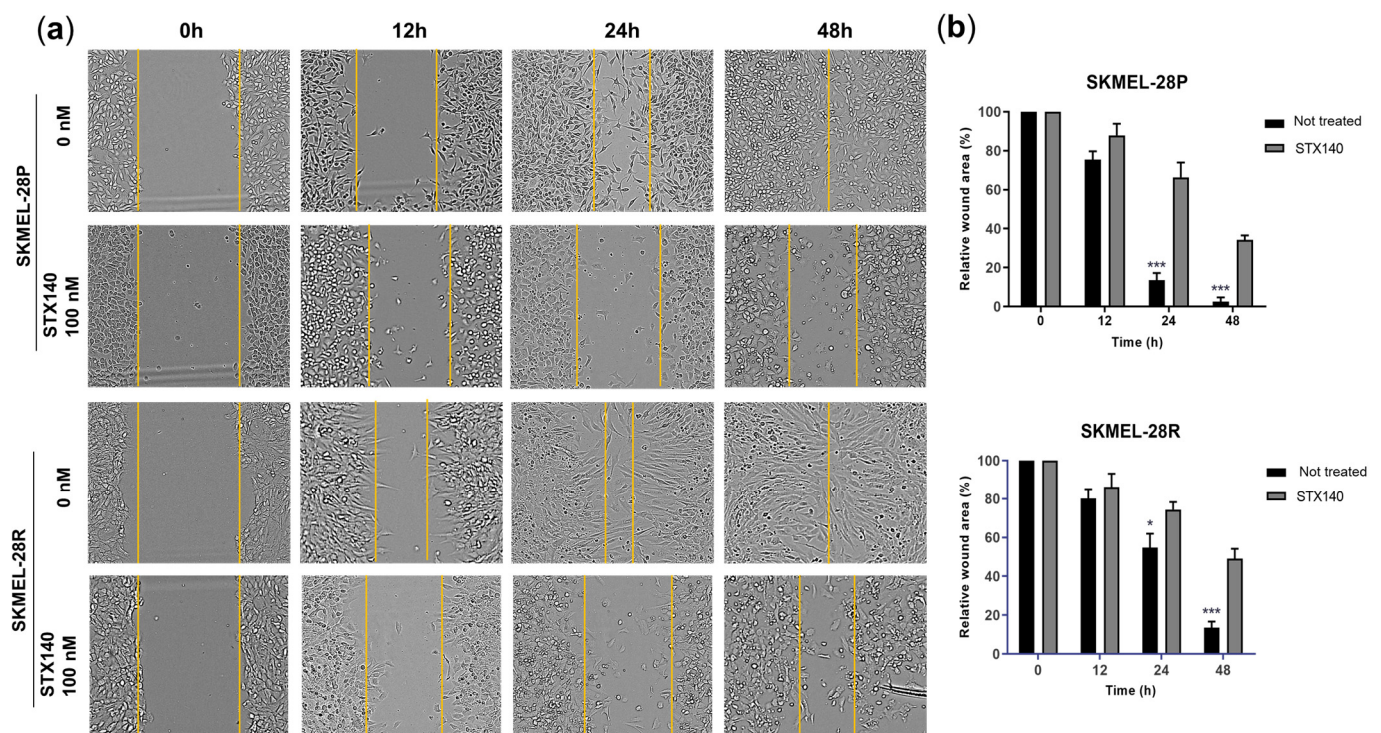 (a)
0h
12h
24h
48h
SKMEL-28P
0 nM
STX140
100 nM
SKMEL-28R
0 nM
STX140
100 nM
(b)
SKMEL-28P
Relative wound area (%)
100
80
60
40
20
0
***
***
0
12
24
48
Time (h)
Not treated
STX140
SKMEL-28R
Relative wound area (%)
100
80
60
40
20
0
*
***
0
12
24
48
Time (h)
Not treated
STX140